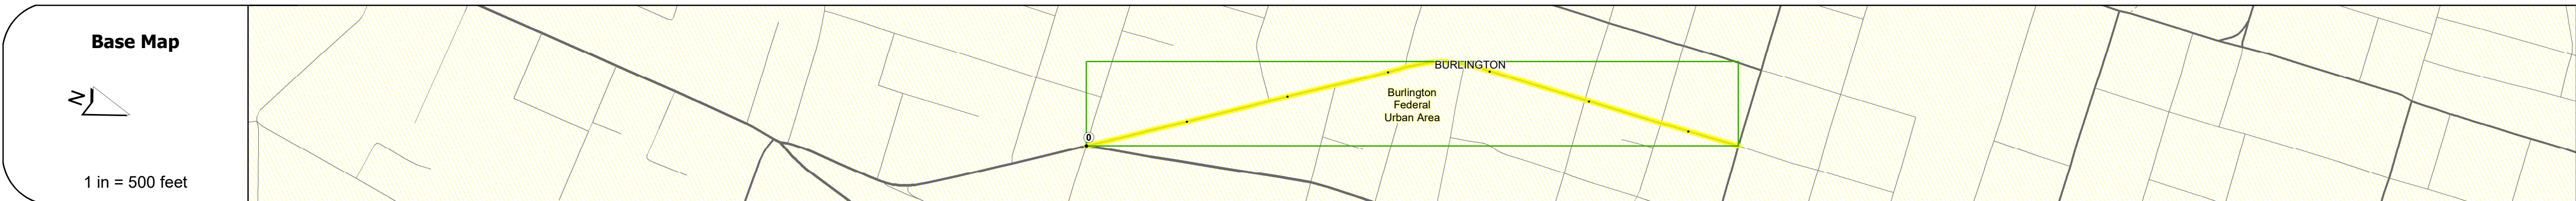 Base Map
N
1 in = 500 feet
BURLINGTON
Burlington
Federal
Urban Area
0